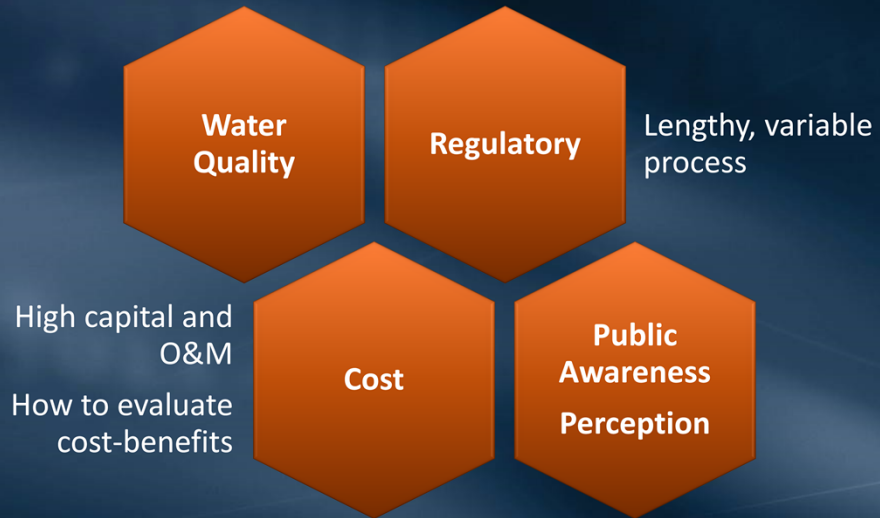 Water
Quality
Regulatory
Lengthy, variable
process
High capital and
O&M
How to evaluate
cost-benefits
Cost
Public
Awareness
Perception